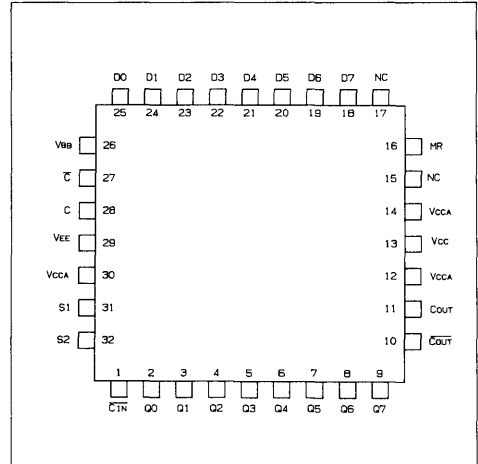 D0 D1 D2 D3 D4 D5 D6 D7 NC
25 24 23 22 21 20 19 18 17
VBB 26 16 MR
C̅ 27 15 NC
C 28 14 VCCA
VEE 29 13 VCC
VCCA 30 12 VCCA
S1 31 11 COUT
S2 32 10 C̅O̅U̅T̅
1 2 3 4 5 6 7 8 9
C̅I̅N̅ Q0 Q1 Q2 Q3 Q4 Q5 Q6 Q7